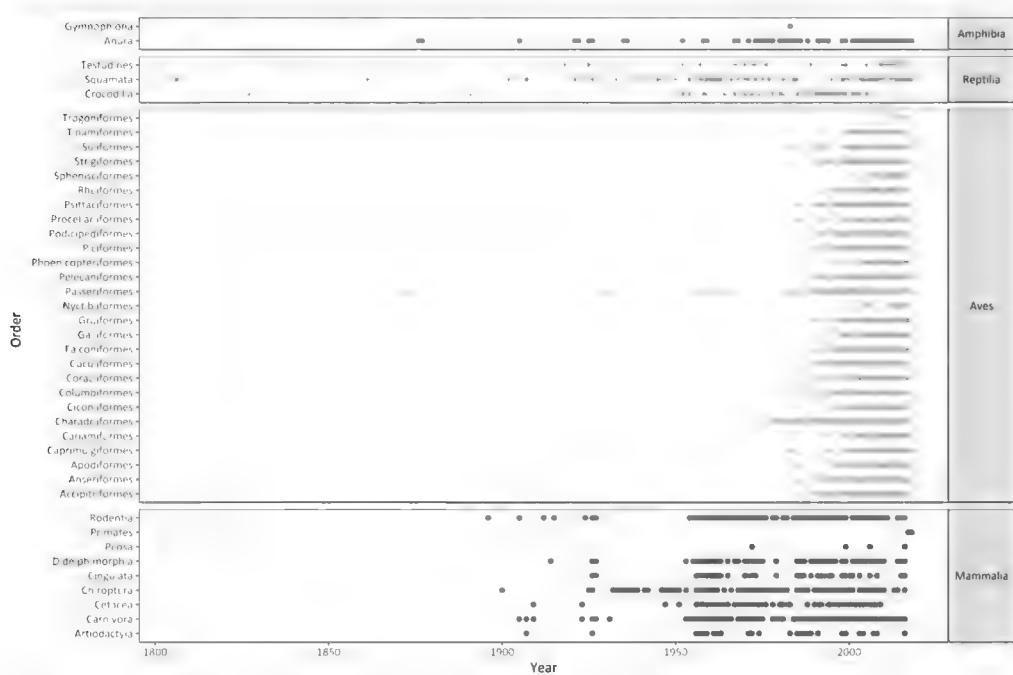 Gymnophiona
Anura
Amphibia
Testudines
Squamata
Crocodilia
Reptilia
Trogoniformes
Tinamiformes
Suliformes
Strigiformes
Sphenisciformes
Rheiformes
Psittaciformes
Procellariiformes
Podicipediformes
Piciformes
Phoenicopteriformes
Pelecaniformes
Passeriformes
Nyctibiiformes
Gruiformes
Galliformes
Falconiformes
Cuculiformes
Coraciiformes
Columbiformes
Ciconiiformes
Charadriiformes
Cariamiformes
Caprimulgiformes
Apodiformes
Anseriformes
Accipitriformes
Aves
Rodentia
Primates
Pilosa
Didelphimorphia
Cingulata
Chiroptera
Cetacea
Carnivora
Artiodactyla
Mammalia
Order
1800
1850
1900
1950
2000
Year